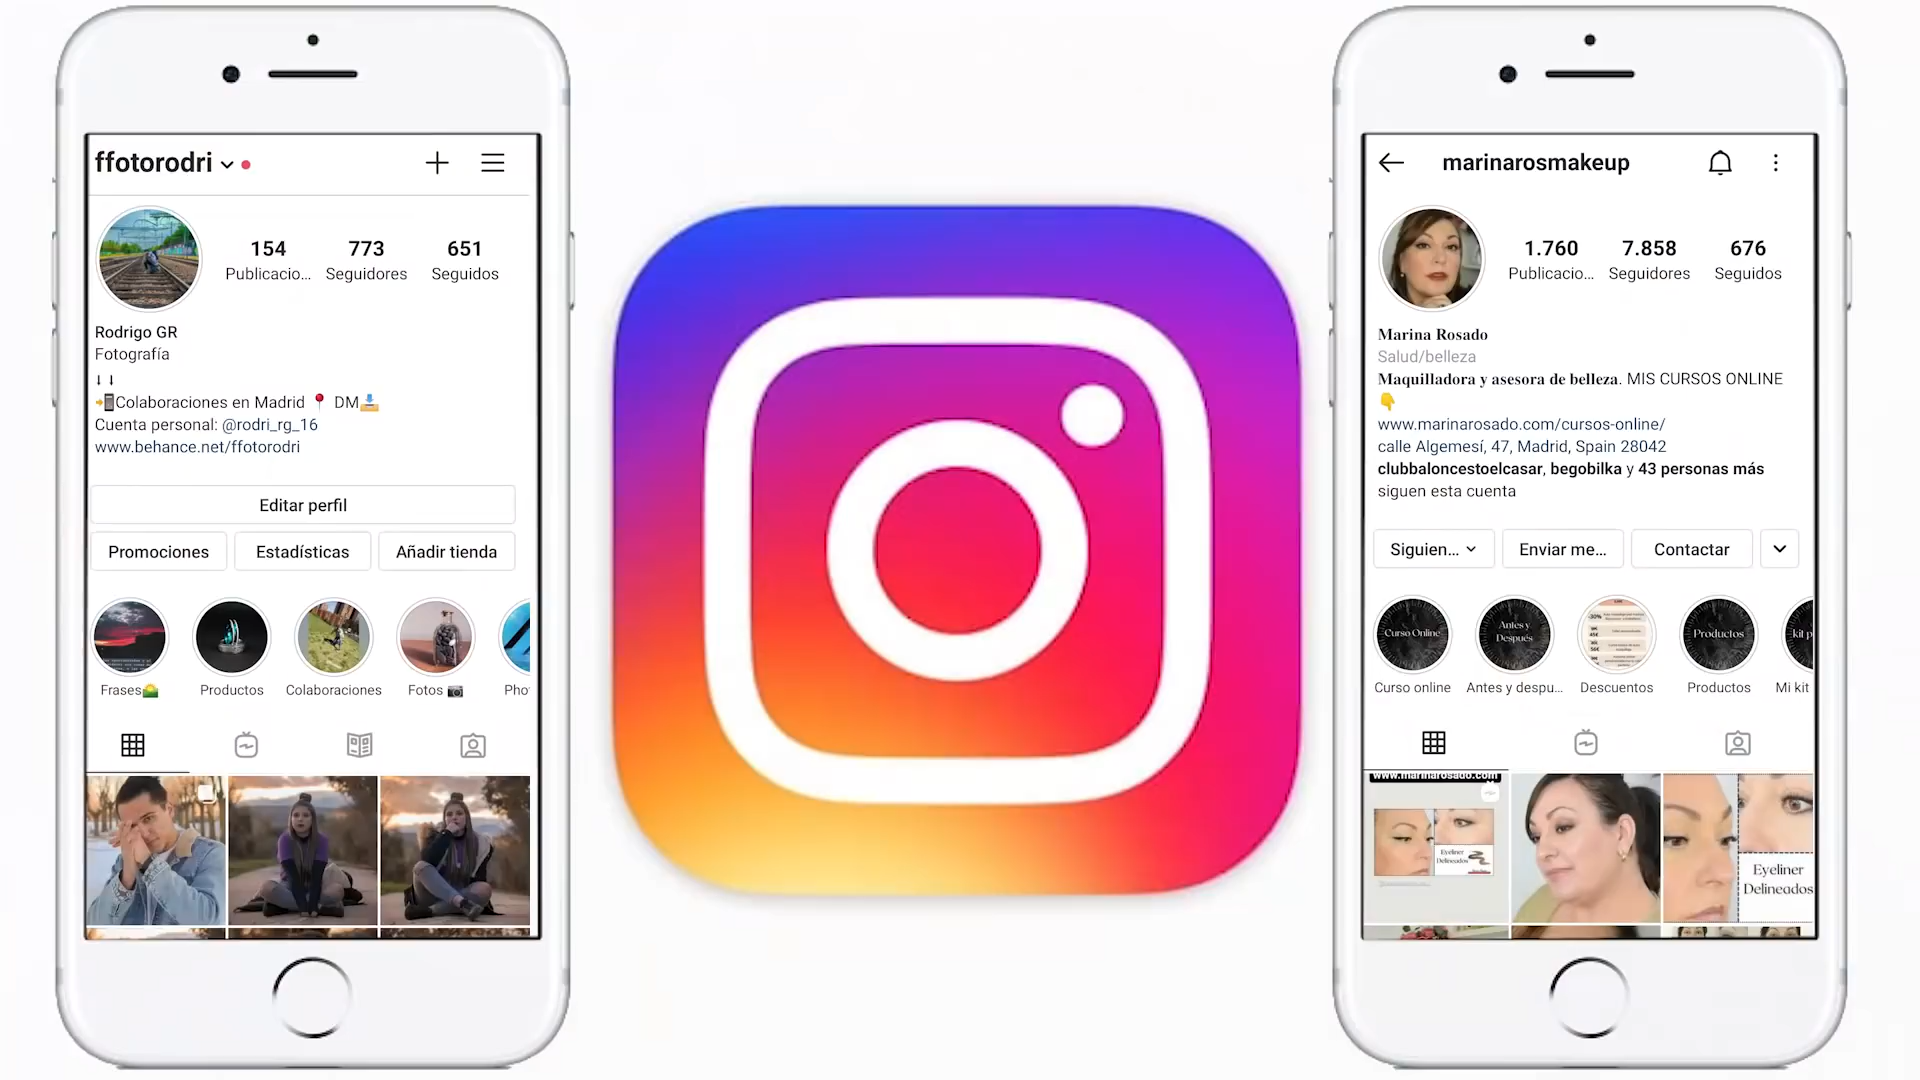 ffotorodri
154 773 651
Publicacio... Seguidores Seguidos
Rodrigo GR
Fotografía
↓ ↓
📲Colaboraciones en Madrid 📍 DM📥
Cuenta personal: @rodri_rg_16
www.behance.net/ffotorodri
Editar perfil
Promociones Estadísticas Añadir tienda
Frases🌄 Productos Colaboraciones Fotos 📷 Pho
marinarosmakeup
1.760 7.858 676
Publicacio... Seguidores Seguidos
Marina Rosado
Salud/belleza
Maquilladora y asesora de belleza. MIS CURSOS ONLINE
👇
www.marinarosado.com/cursos-online/
calle Algemesí, 47, Madrid, Spain 28042
clubbaloncestoelcasar, begobilka y 43 personas más
siguen esta cuenta
Siguien... Enviar me... Contactar
Curso Online Antes y Después Productos kit p
Curso online Antes y despu... Descuentos Productos Mi kit
www.marinarosado.com
Eyeliner
Delineados
Eyeliner
Delineados